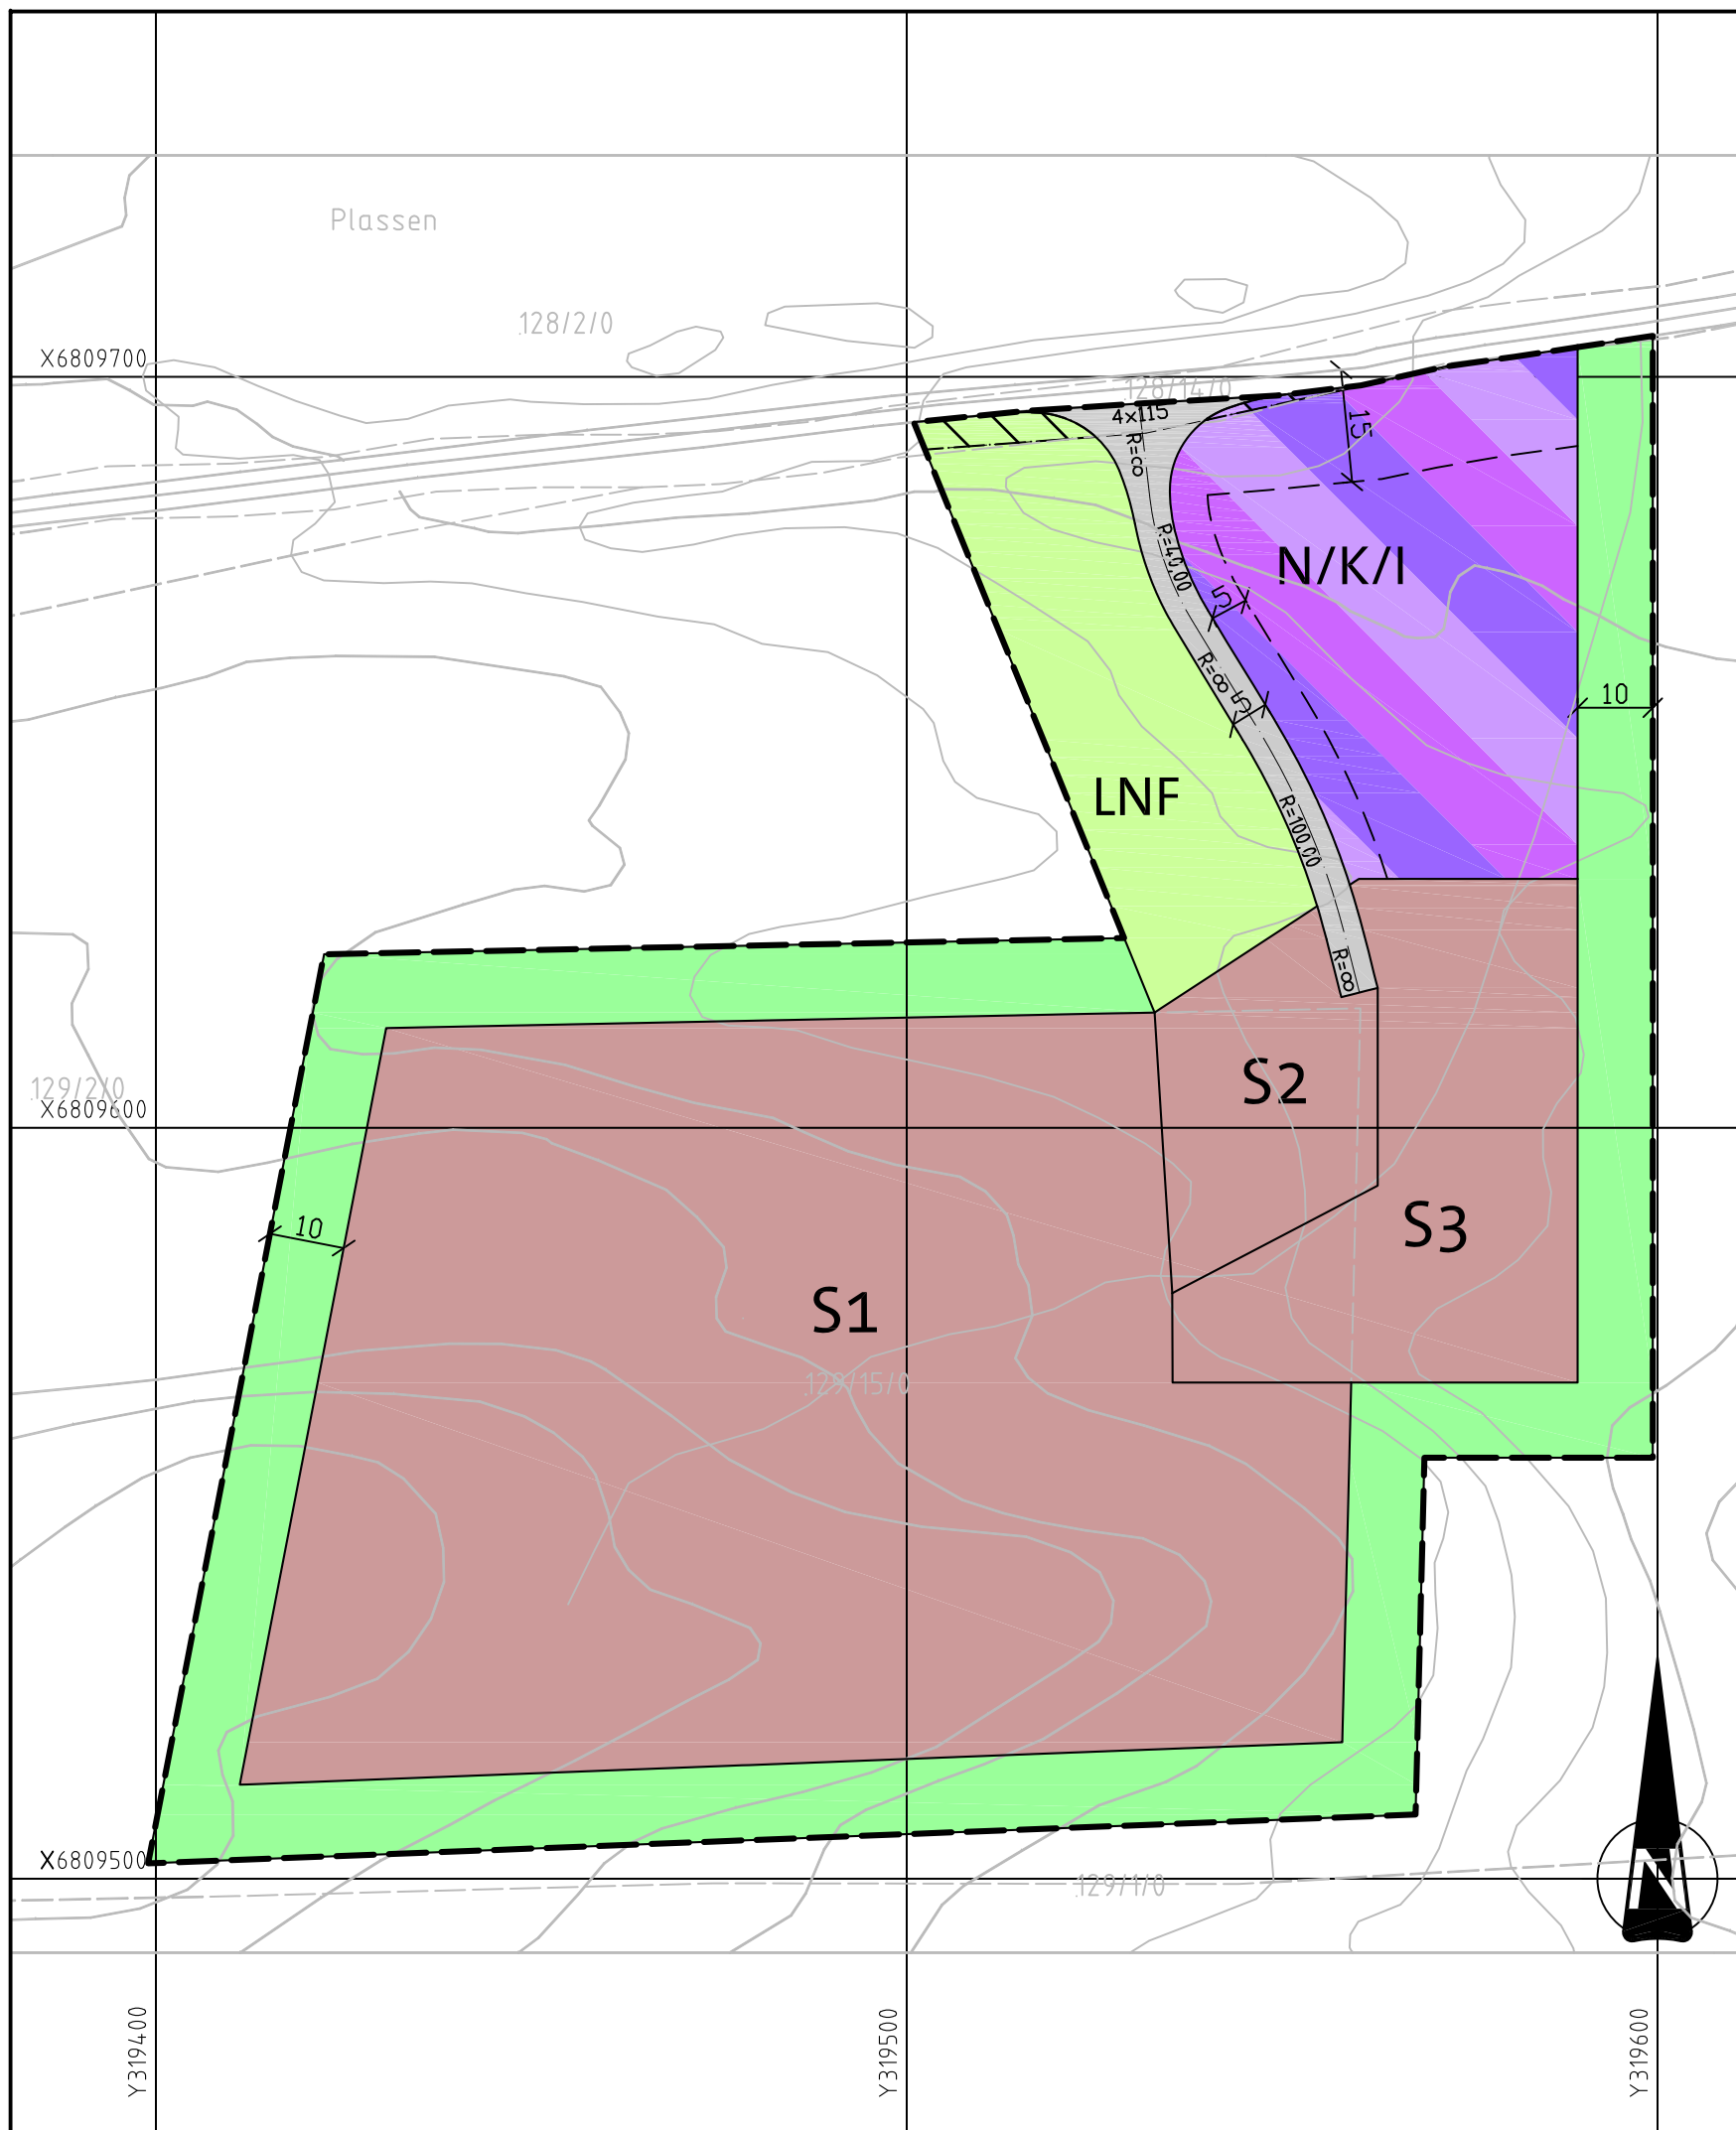 Plassen
128/2/0
X6809700
128/14/0
4x115
R=∞
15
R=40,00
N/K/I
5
R=∞
5
10
LNF
R=100,00
R=∞
S2
129/2/0
X6809600
10
S3
S1
129/15/0
X6809500
129/1/0
N
Y319400
Y319500
Y319600